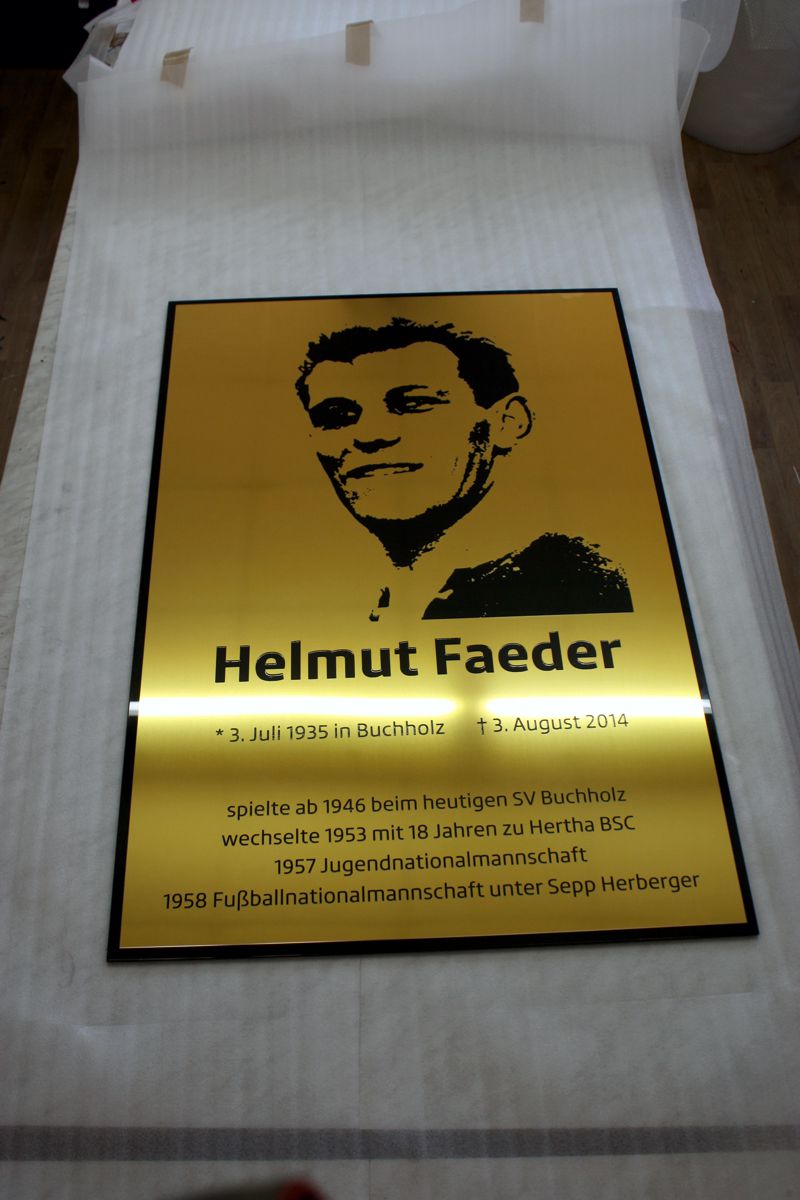 Helmut Faeder
* 3. Juli 1935 in Buchholz † 3. August 2014
spielte ab 1946 beim heutigen SV Buchholz
wechselte 1953 mit 18 Jahren zu Hertha BSC
1957 Jugendnationalmannschaft
1958 Fußballnationalmannschaft unter Sepp Herberger